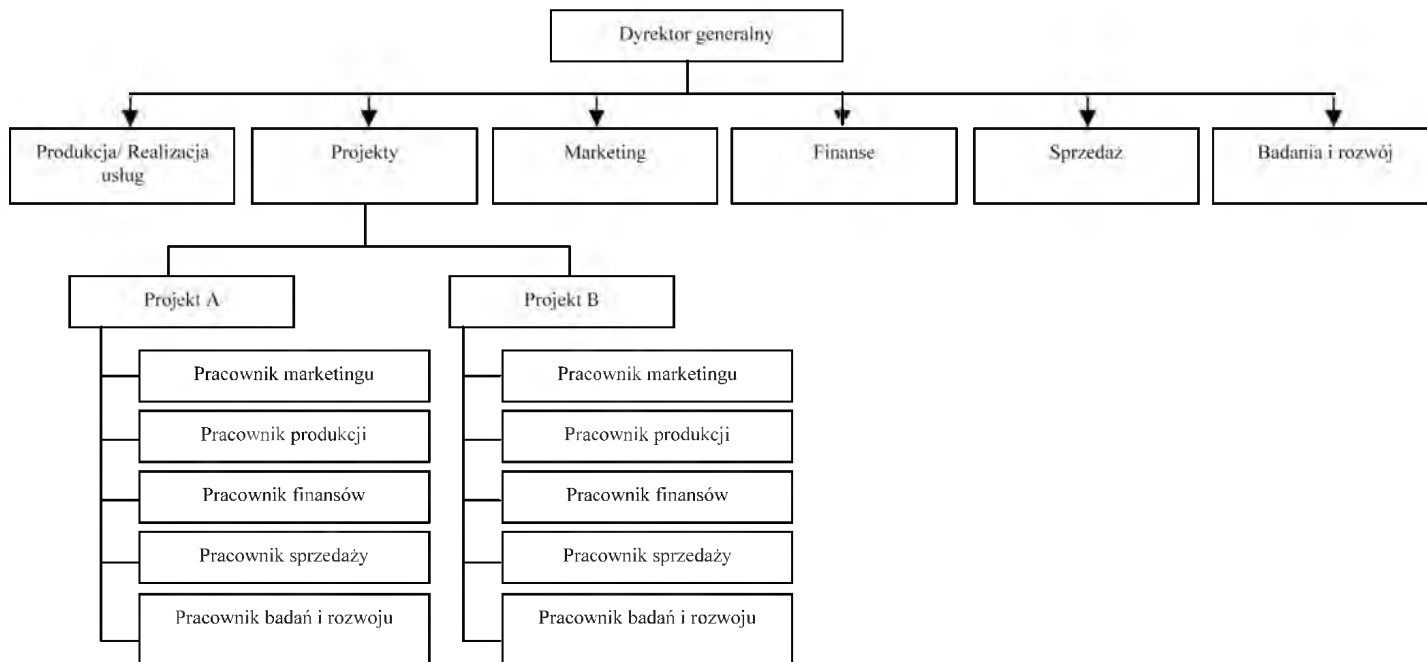 Dyrektor generalny
Produkcja/ Realizacja
usług
Projekty
Marketing
Finanse
Sprzedaż
Badania i rozwój
Projekt A
Projekt B
Pracownik marketingu
Pracownik produkcji
Pracownik finansów
Pracownik sprzedaży
Pracownik badań i rozwoju
Pracownik marketingu
Pracownik produkcji
Pracownik finansów
Pracownik sprzedaży
Pracownik badań i rozwoju